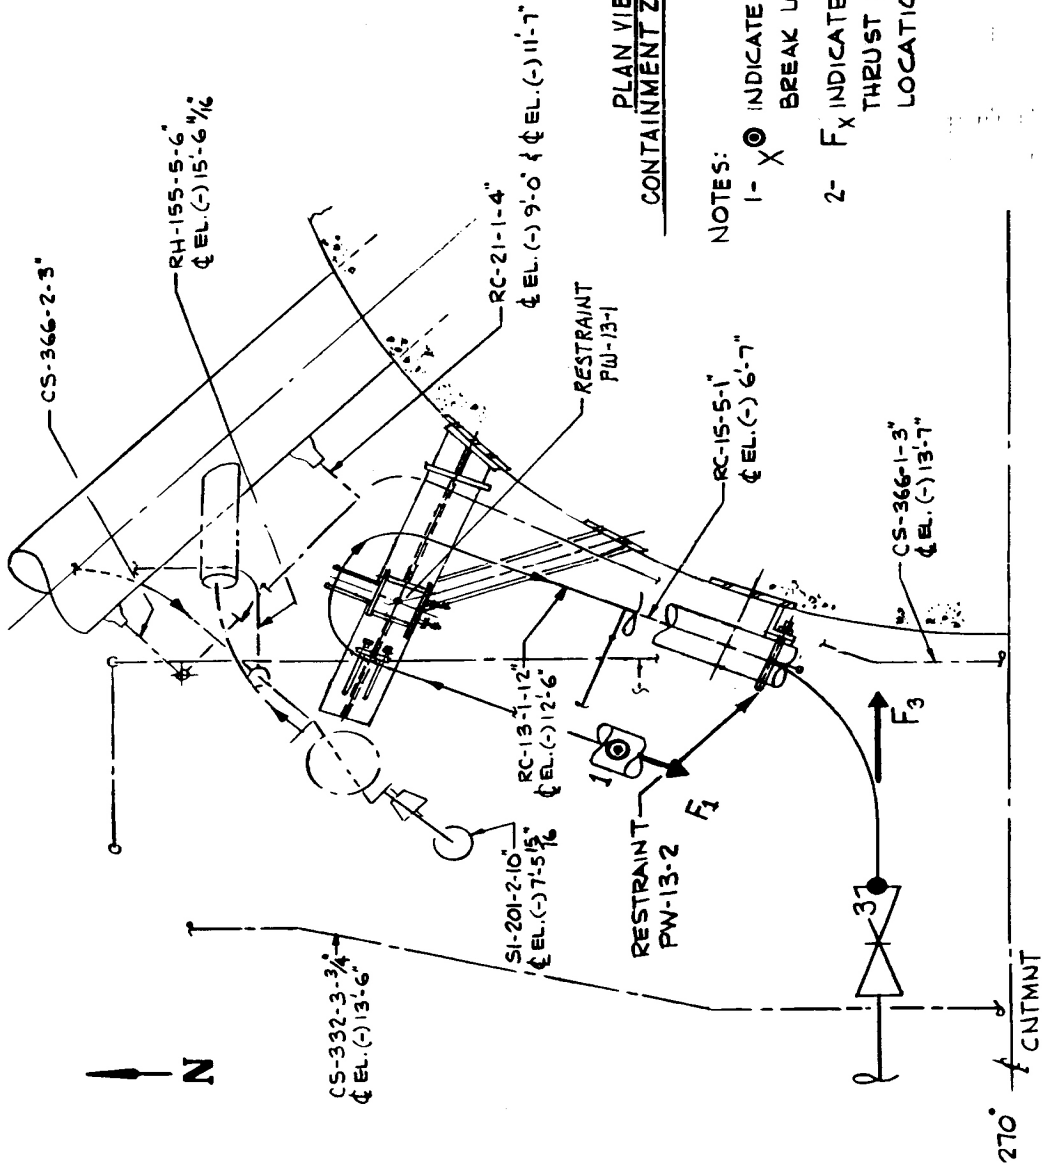 PLAN VIE
CONTAINMENT Z
NOTES:
1- X INDICATE
BREAK L
2- Fx INDICATE
THRUST
LOCATIO
CS-366-2-3"
RH-155-5-6"
℄ EL.(-)15'-6 11/16
RC-21-1-4"
℄ EL.(-)9'-0" & ℄ EL.(-)11'-7"
RESTRAINT
PW-13-1
RC-15-5-1"
℄ EL.(-)6'-7"
CS-366-1-3"
℄ EL.(-)13'-7"
RC-13-1-12"
℄ EL.(-)12'-6"
SI-201-2-10"
℄ EL.(-)7'-5 15/16"
RESTRAINT
PW-13-2
CS-332-3-3/4"
℄ EL.(-)13'-6"
1
F1
F3
3
N
270°
℄ CNTMNT